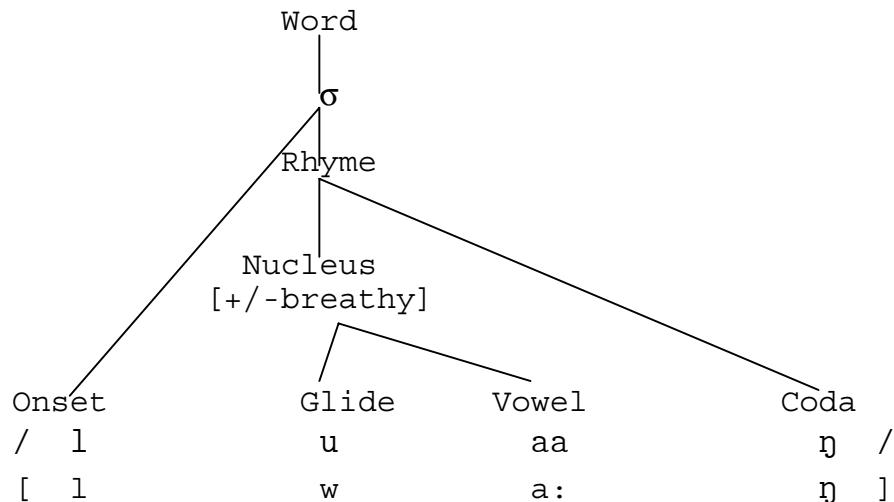 Word
σ
Rhyme
Nucleus
[+/-breathy]
Onset Glide Vowel Coda
/ l u aa ŋ /
[ l w a: ŋ ]